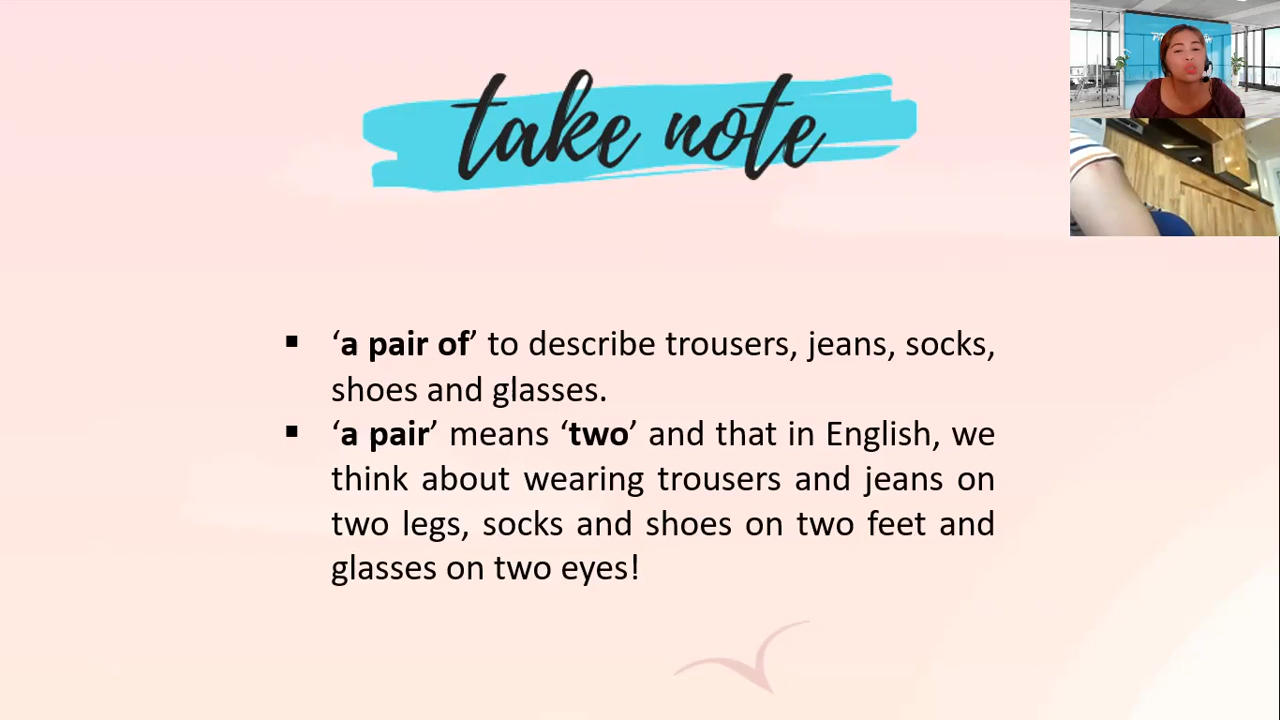 take note
▪ ‘a pair of’ to describe trousers, jeans, socks,
shoes and glasses.
▪ ‘a pair’ means ‘two’ and that in English, we
think about wearing trousers and jeans on
two legs, socks and shoes on two feet and
glasses on two eyes!